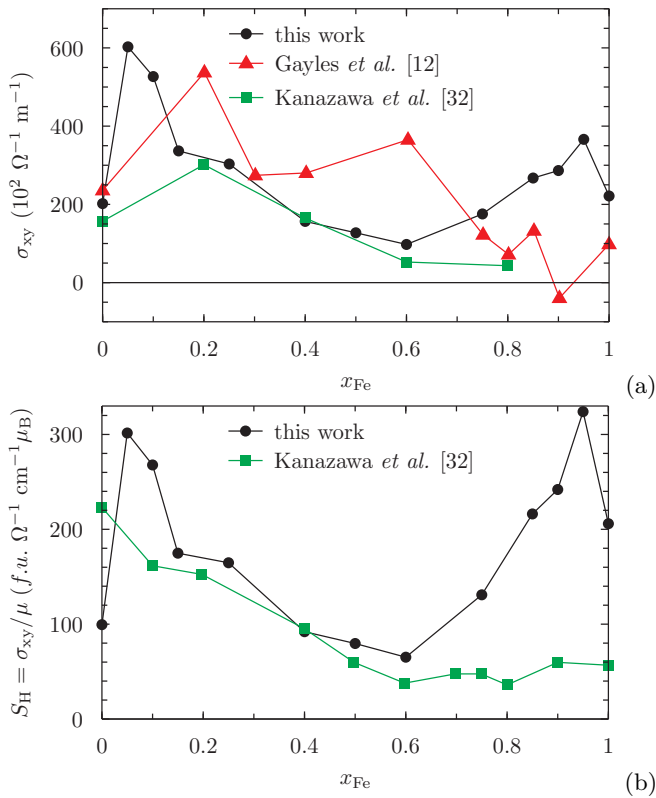 this work
Gayles et al. [12]
Kanazawa et al. [32]
σxy (10² Ω⁻¹ m⁻¹)
600
400
200
0
0 0.2 0.4 0.6 0.8 1
xFe
(a)
this work
Kanazawa et al. [32]
SH = σxy/μ (f.u. Ω⁻¹ cm⁻¹μB)
300
200
100
0
0 0.2 0.4 0.6 0.8 1
xFe
(b)